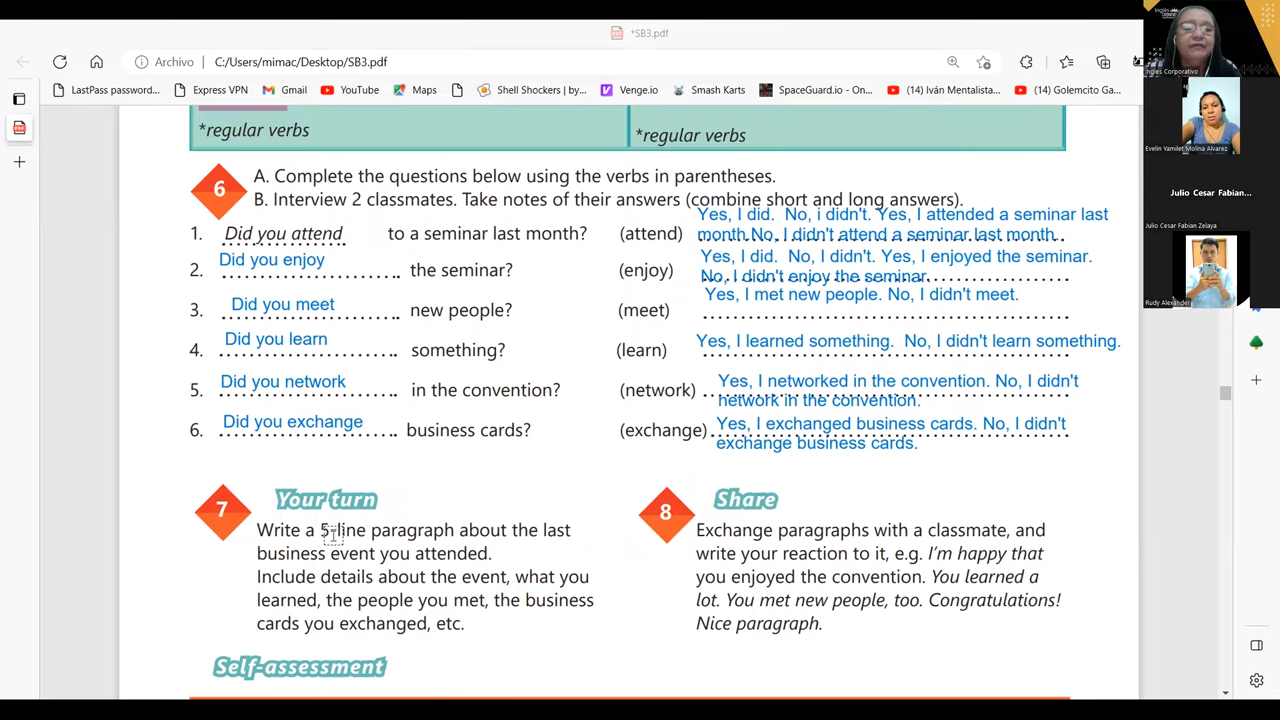 *SB3.pdf
Archivo
C:/Users/mimac/Desktop/SB3.pdf
LastPass password...
Express VPN
Gmail
YouTube
Maps
Shell Shockers | by...
Venge.io
Smash Karts
SpaceGuard.io - On...
(14) Iván Mentalista...
(14) Golemcito Ga...
*regular verbs
*regular verbs
6
A. Complete the questions below using the verbs in parentheses.
B. Interview 2 classmates. Take notes of their answers (combine short and long answers).
1. Did you attend to a seminar last month? (attend) Yes, I did. No, i didn't. Yes, I attended a seminar last
month.No, I didn't attend a seminar last month.
2. Did you enjoy the seminar? (enjoy) Yes, I did. No, I didn't. Yes, I enjoyed the seminar.
No, I didn't enjoy the seminar.
3. Did you meet new people? (meet) Yes, I met new people. No, I didn't meet.
4. Did you learn something? (learn) Yes, I learned something. No, I didn't learn something.
5. Did you network in the convention? (network) Yes, I networked in the convention. No, I didn't
network in the convention.
6. Did you exchange business cards? (exchange) Yes, I exchanged business cards. No, I didn't
exchange business cards.
7
Your turn
Write a 5-line paragraph about the last
business event you attended.
Include details about the event, what you
learned, the people you met, the business
cards you exchanged, etc.
8
Share
Exchange paragraphs with a classmate, and
write your reaction to it, e.g. I'm happy that
you enjoyed the convention. You learned a
lot. You met new people, too. Congratulations!
Nice paragraph.
Self-assessment
Inglés Corporativo
Evelin Yamilet Molina Alvarez
Julio Cesar Fabian...
Julio Cesar Fabian Zelaya
Rudy Alexander